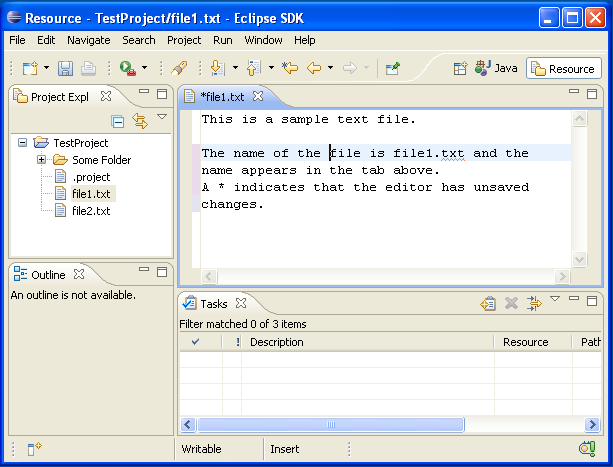 Resource - TestProject/file1.txt - Eclipse SDK
File Edit Navigate Search Project Run Window Help
Java Resource
Project Expl
TestProject
Some Folder
.project
file1.txt
file2.txt
*file1.txt
This is a sample text file.
The name of the file is file1.txt and the
name appears in the tab above.
A * indicates that the editor has unsaved
changes.
Outline
An outline is not available.
Tasks
Filter matched 0 of 3 items
! Description Resource Path
Writable Insert